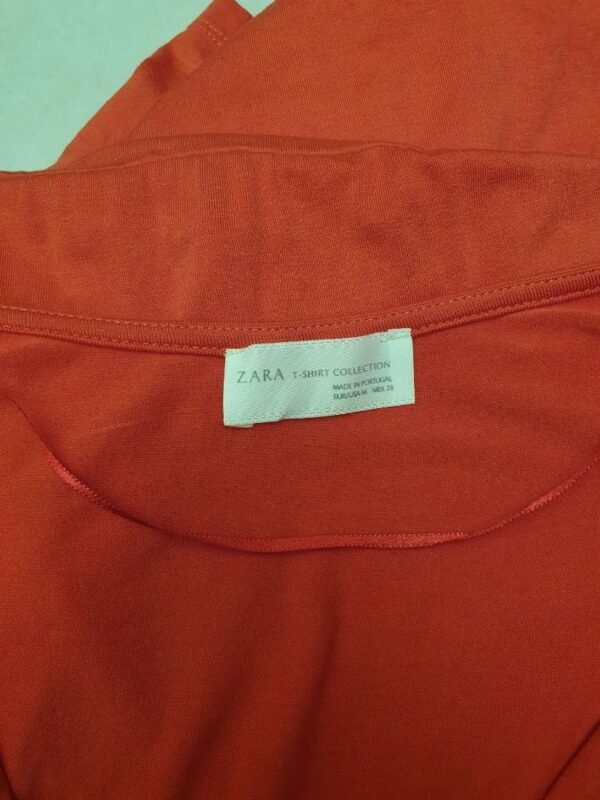 ZARA T-SHIRT COLLECTION
MADE IN PORTUGAL
EUR/USA M MEX 28